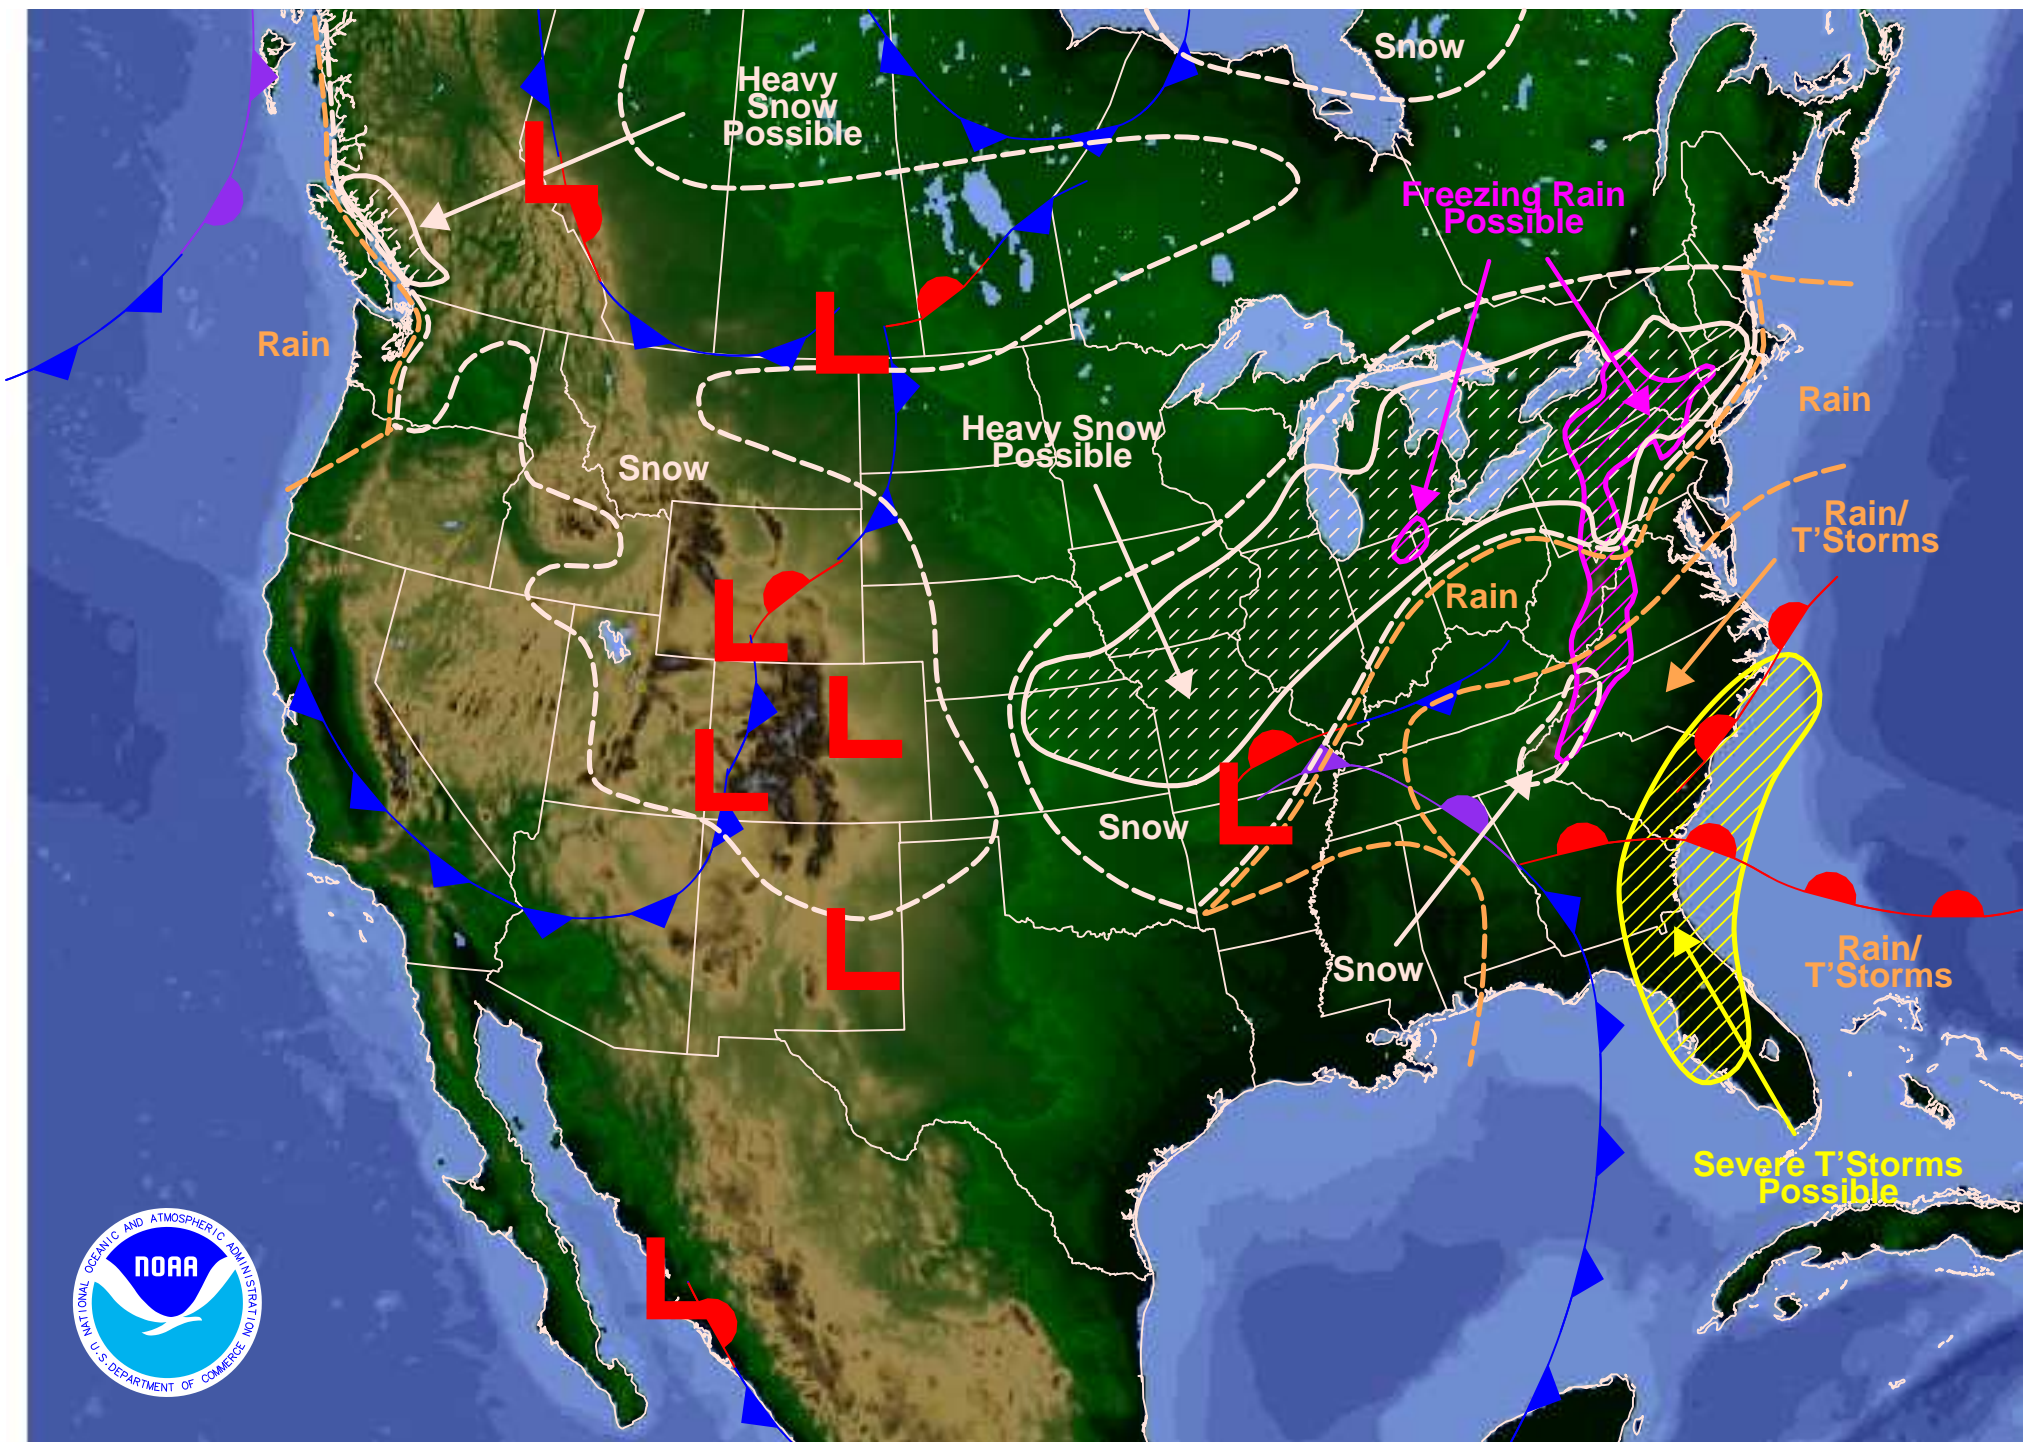 Snow
Heavy
Snow
Possible
Freezing Rain
Possible
Rain
Rain
Heavy Snow
Possible
Snow
Rain/
T'Storms
Rain
Snow
Snow
Rain/
T'Storms
Severe T'Storms
Possible
L
L
L
L
L
L
L
L
NATIONAL OCEANIC AND ATMOSPHERIC ADMINISTRATION
NOAA
U.S. DEPARTMENT OF COMMERCE